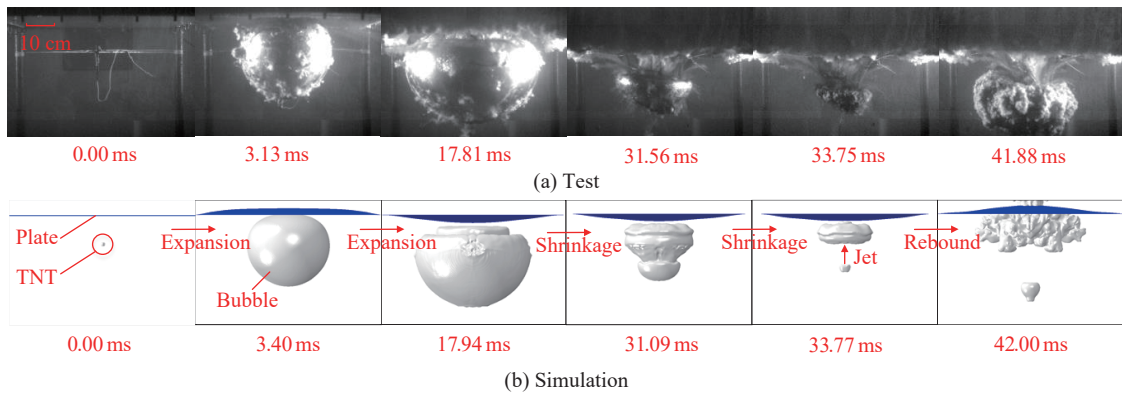 10 cm
0.00 ms 3.13 ms 17.81 ms 31.56 ms 33.75 ms 41.88 ms
(a) Test
Plate
TNT
Expansion
Bubble
Expansion
Shrinkage
Shrinkage
Jet
Rebound
0.00 ms 3.40 ms 17.94 ms 31.09 ms 33.77 ms 42.00 ms
(b) Simulation